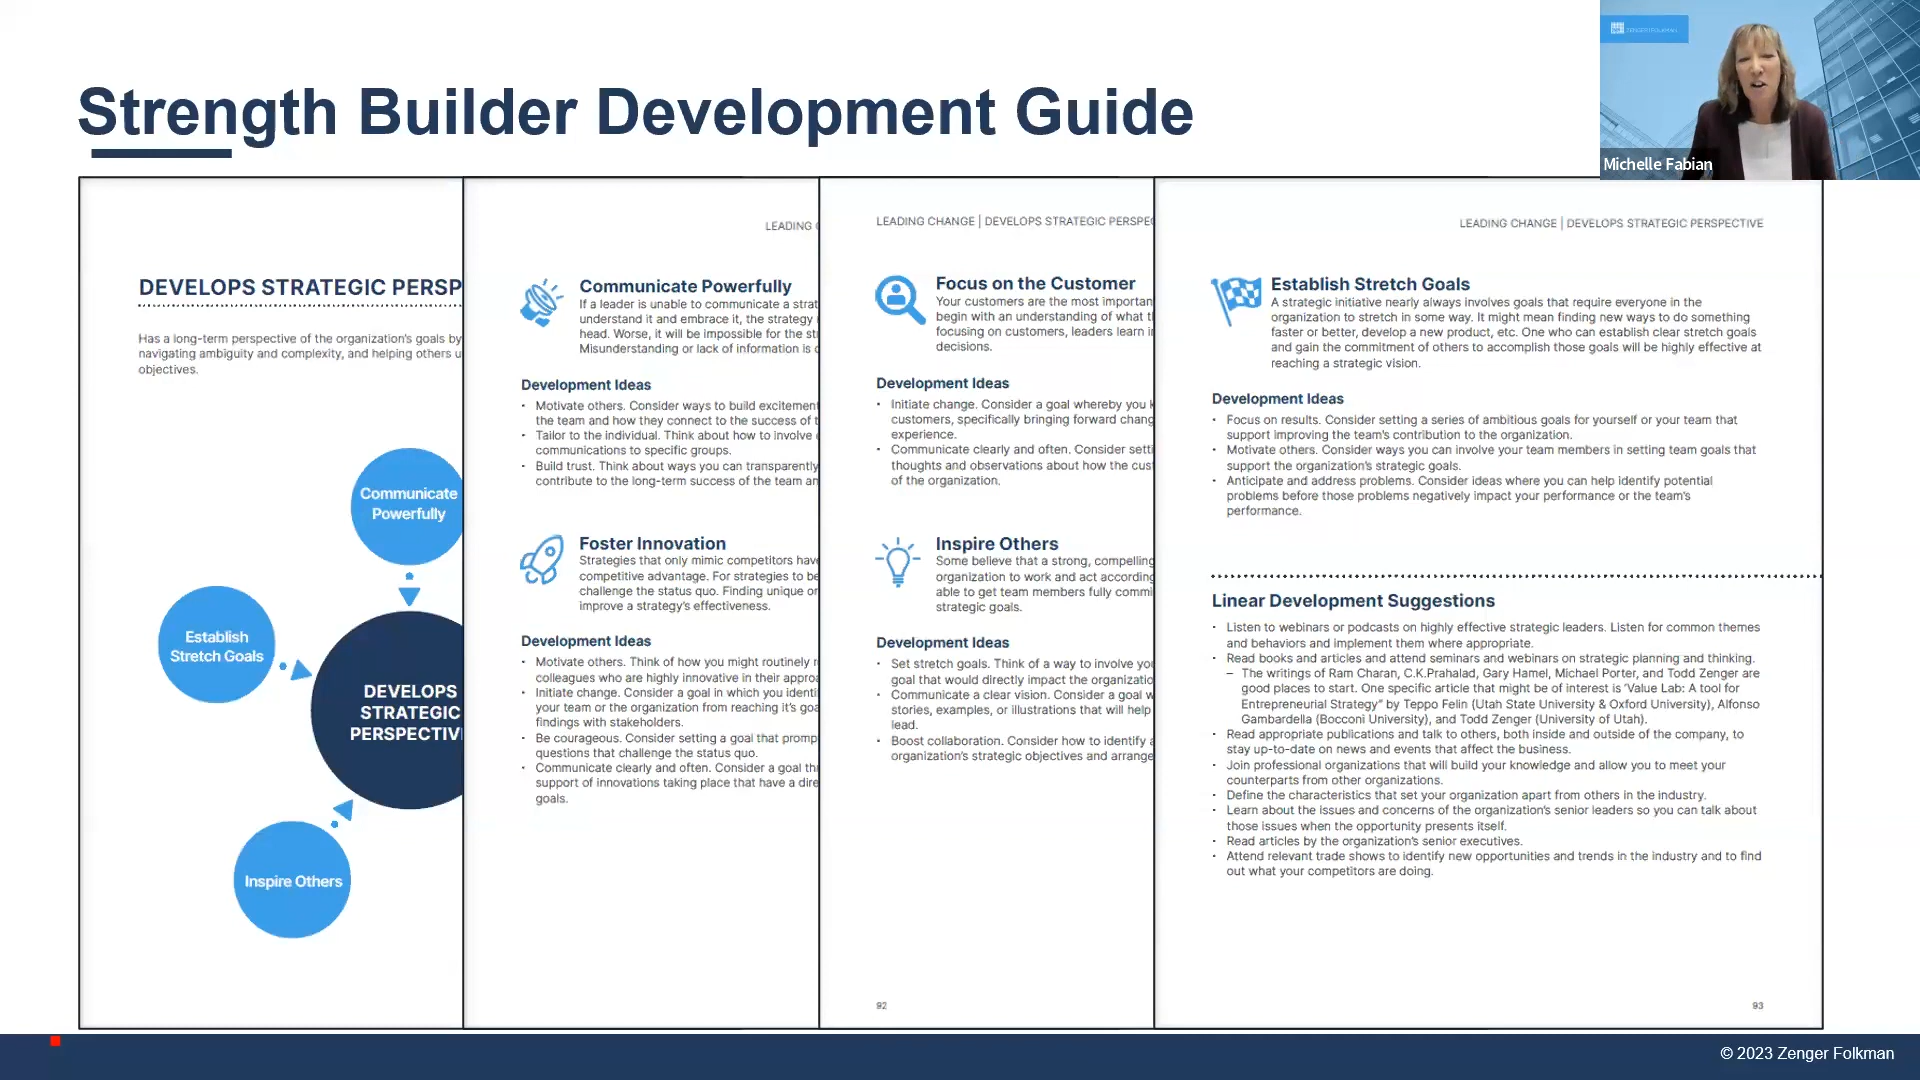 Strength Builder Development Guide
Michelle Fabian
DEVELOPS STRATEGIC PERSP
Has a long-term perspective of the organization's goals by
navigating ambiguity and complexity, and helping others u
objectives.
Communicate
Powerfully
Establish
Stretch Goals
DEVELOPS
STRATEGIC
PERSPECTIV
Inspire Others
LEADING
Communicate Powerfully
If a leader is unable to communicate a strat
understand it and embrace it, the strategy
head. Worse, it will be impossible for the st
Misunderstanding or lack of information is
Development Ideas
• Motivate others. Consider ways to build excitement
the team and how they connect to the success of t
• Tailor to the individual. Think about how to involve
communications to specific groups.
• Build trust. Think about ways you can transparently
contribute to the long-term success of the team an
Foster Innovation
Strategies that only mimic competitors have
competitive advantage. For strategies to be
challenge the status quo. Finding unique or
improve a strategy's effectiveness.
Development Ideas
• Motivate others. Think of how you might routinely
colleagues who are highly innovative in their appro
• Initiate change. Consider a goal in which you identi
your team or the organization from reaching it's goa
findings with stakeholders.
• Be courageous. Consider setting a goal that promp
questions that challenge the status quo.
• Communicate clearly and often. Consider a goal th
support of innovations taking place that have a dire
goals.
LEADING CHANGE | DEVELOPS STRATEGIC PERSPEC
Focus on the Customer
Your customers are the most importan
begin with an understanding of what t
focusing on customers, leaders learn i
decisions.
Development Ideas
• Initiate change. Consider a goal whereby you k
customers, specifically bringing forward chang
experience.
• Communicate clearly and often. Consider setti
thoughts and observations about how the cus
of the organization.
Inspire Others
Some believe that a strong, compelling
organization to work and act according
able to get team members fully commi
strategic goals.
Development Ideas
• Set stretch goals. Think of a way to involve yo
goal that would directly impact the organizatio
• Communicate a clear vision. Consider a goal w
stories, examples, or illustrations that will help
lead.
• Boost collaboration. Consider how to identify a
organization's strategic objectives and arrange
92
LEADING CHANGE | DEVELOPS STRATEGIC PERSPECTIVE
Establish Stretch Goals
A strategic initiative nearly always involves goals that require everyone in the
organization to stretch in some way. It might mean finding new ways to do something
faster or better, develop a new product, etc. One who can establish clear stretch goals
and gain the commitment of others to accomplish those goals will be highly effective at
reaching a strategic vision.
Development Ideas
• Focus on results. Consider setting a series of ambitious goals for yourself or your team that
support improving the team's contribution to the organization.
• Motivate others. Consider ways you can involve your team members in setting team goals that
support the organization's strategic goals.
• Anticipate and address problems. Consider ideas where you can help identify potential
problems before those problems negatively impact your performance or the team's
performance.
Linear Development Suggestions
• Listen to webinars or podcasts on highly effective strategic leaders. Listen for common themes
and behaviors and implement them where appropriate.
• Read books and articles and attend seminars and webinars on strategic planning and thinking.
– The writings of Ram Charan, C.K.Prahalad, Gary Hamel, Michael Porter, and Todd Zenger are
good places to start. One specific article that might be of interest is 'Value Lab: A tool for
Entrepreneurial Strategy" by Teppo Felin (Utah State University & Oxford University), Alfonso
Gambardella (Bocconi University), and Todd Zenger (University of Utah).
• Read appropriate publications and talk to others, both inside and outside of the company, to
stay up-to-date on news and events that affect the business.
• Join professional organizations that will build your knowledge and allow you to meet your
counterparts from other organizations.
• Define the characteristics that set your organization apart from others in the industry.
• Learn about the issues and concerns of the organization's senior leaders so you can talk about
those issues when the opportunity presents itself.
• Read articles by the organization's senior executives.
• Attend relevant trade shows to identify new opportunities and trends in the industry and to find
out what your competitors are doing.
93
© 2023 Zenger Folkman